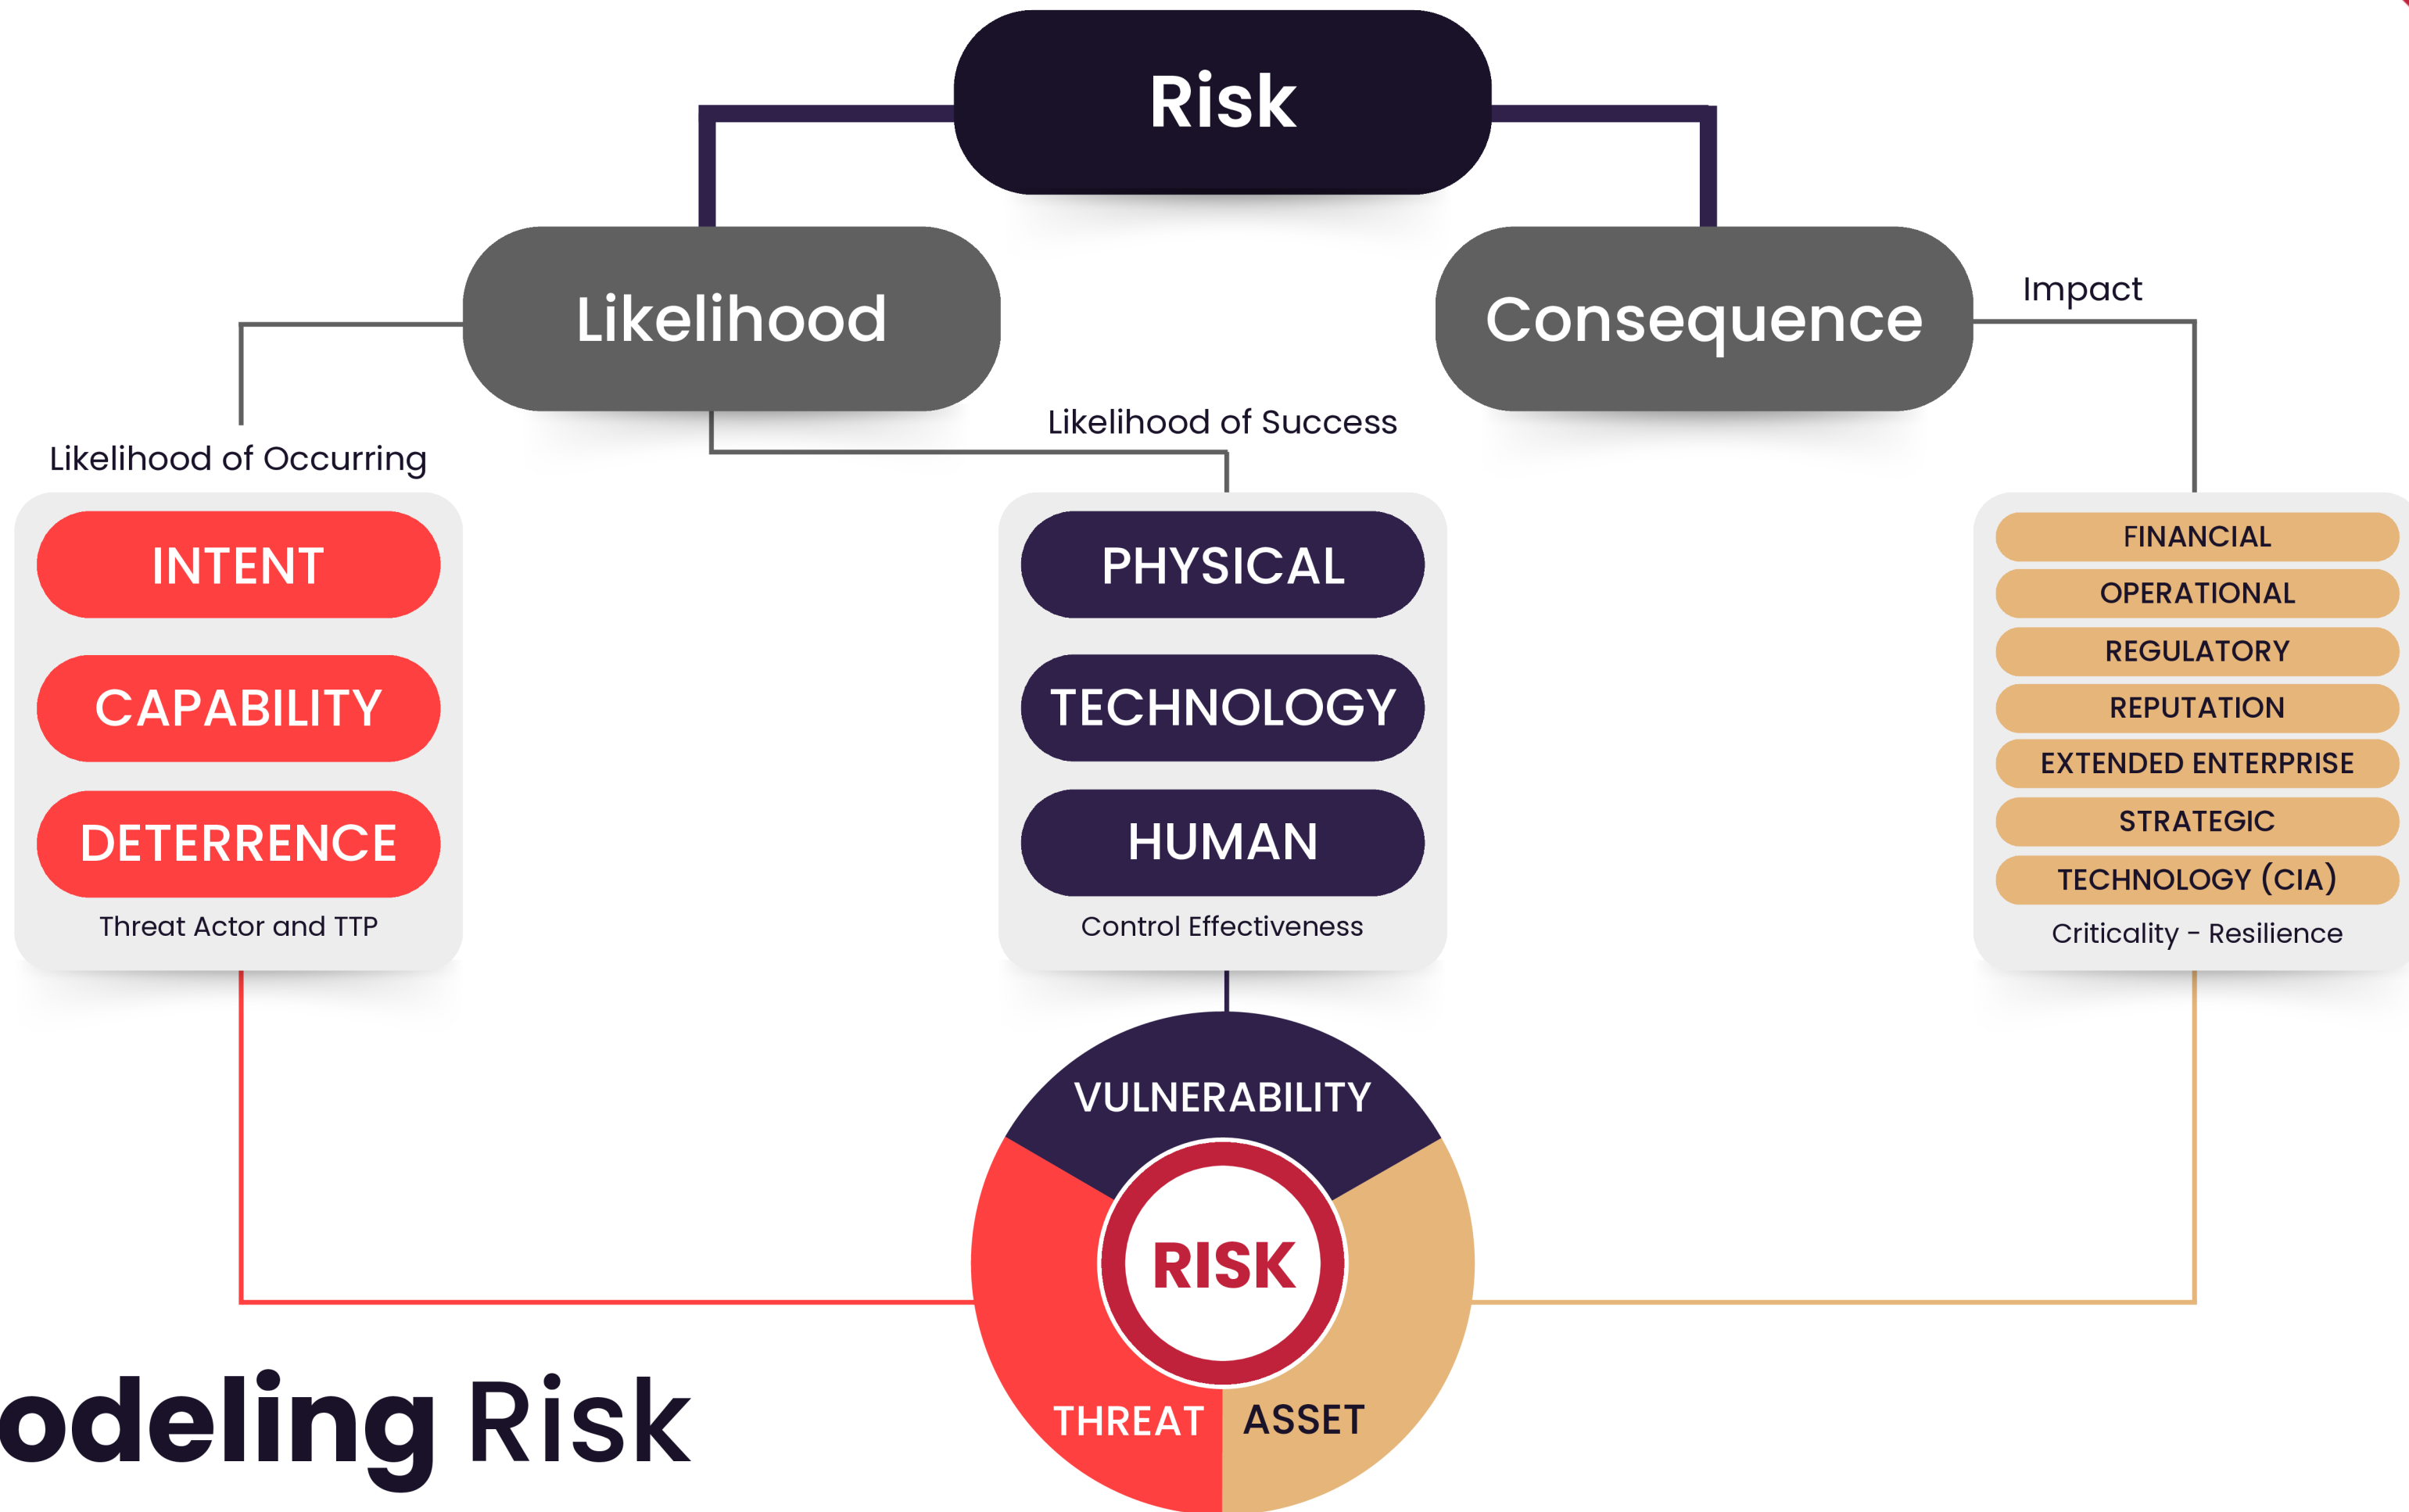 Risk
Likelihood
Consequence
Impact
Likelihood of Occurring
Likelihood of Success
INTENT
CAPABILITY
DETERRENCE
Threat Actor and TTP
PHYSICAL
TECHNOLOGY
HUMAN
Control Effectiveness
FINANCIAL
OPERATIONAL
REGULATORY
REPUTATION
EXTENDED ENTERPRISE
STRATEGIC
TECHNOLOGY (CIA)
Criticality - Resilience
VULNERABILITY
RISK
THREAT
ASSET
odeling Risk